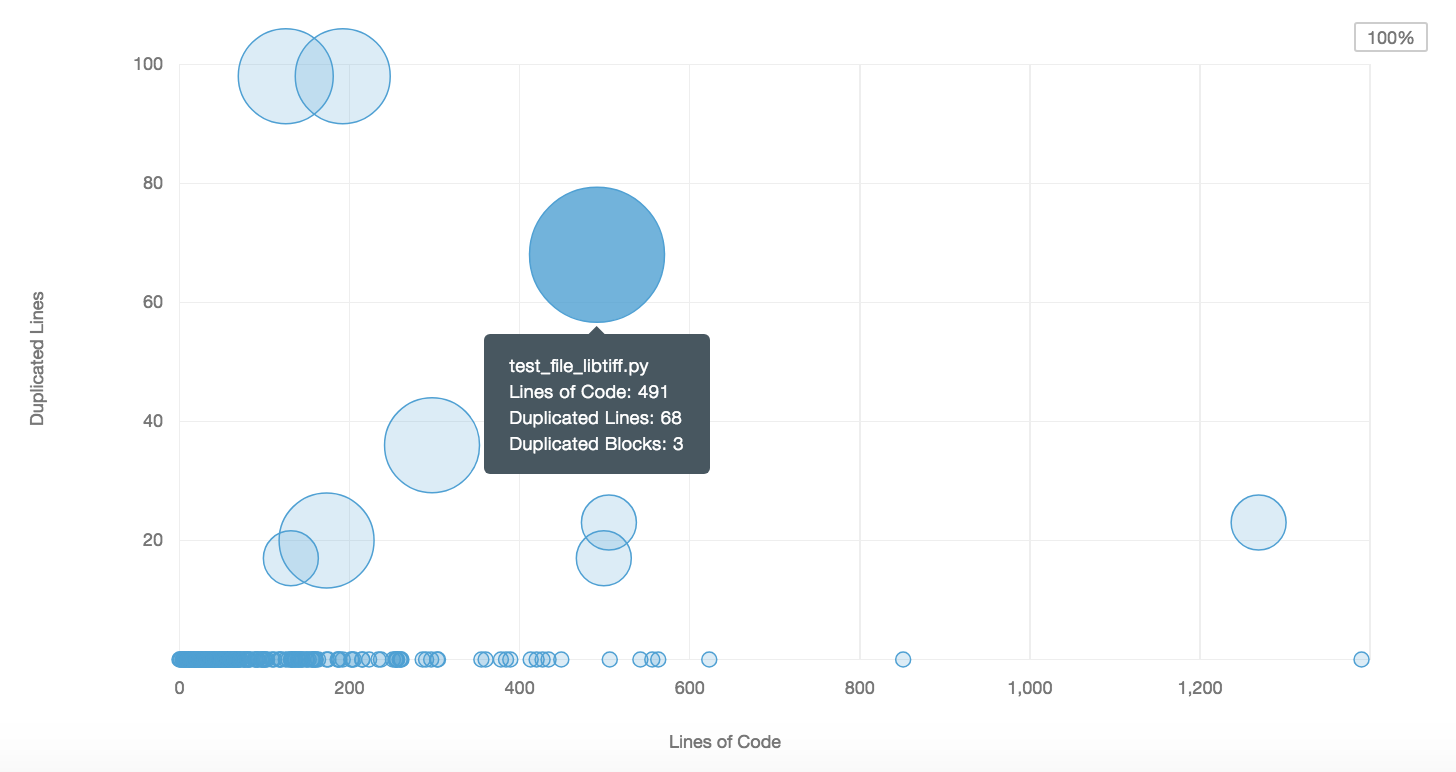 100%
100
80
60
40
20
Duplicated Lines
test_file_libtiff.py
Lines of Code: 491
Duplicated Lines: 68
Duplicated Blocks: 3
0 200 400 600 800 1,000 1,200
Lines of Code